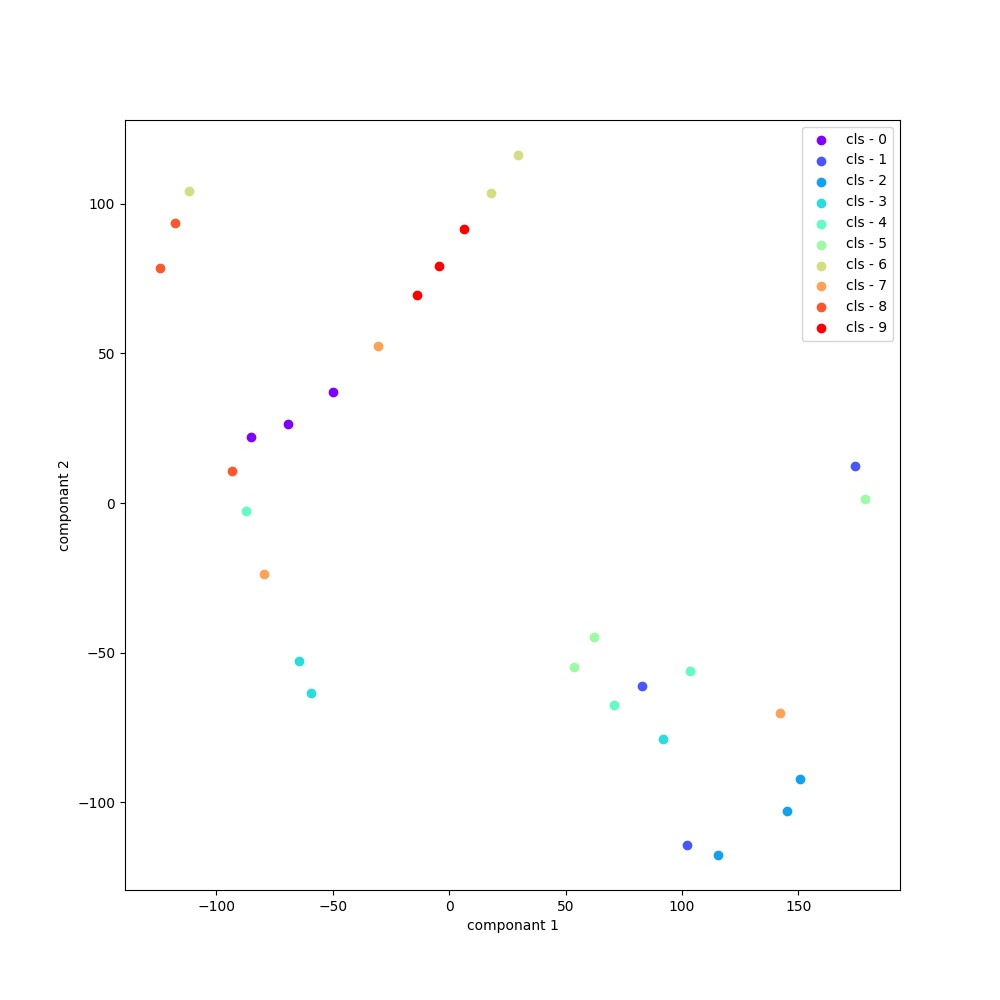 cls - 0
cls - 1
cls - 2
cls - 3
cls - 4
cls - 5
cls - 6
cls - 7
cls - 8
cls - 9
100
50
0
−50
−100
componant 2
−100 −50 0 50 100 150
componant 1